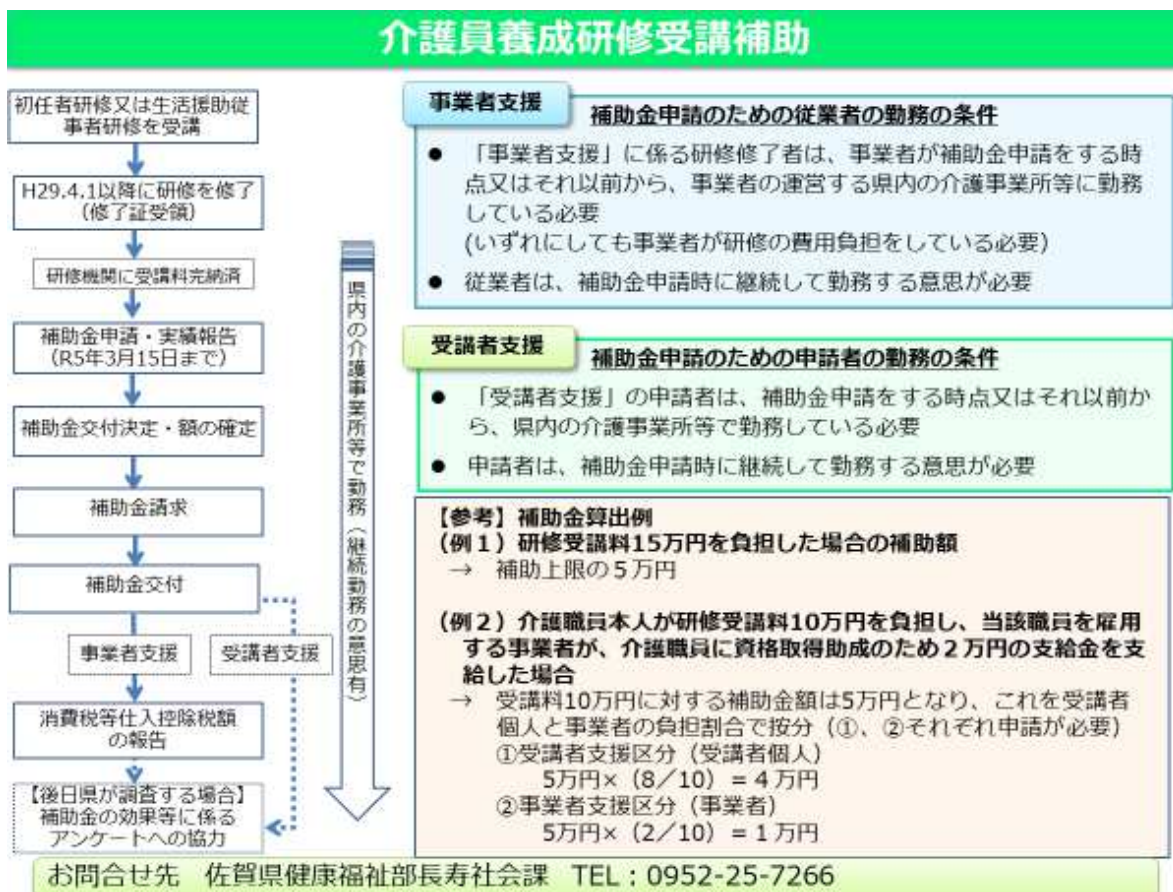 介護員養成研修受講補助
初任者研修又は生活援助従
事者研修を受講
H29.4.1以降に研修を修了
（修了証受領）
研修機関に受講料完納済
補助金申請・実績報告
（R5年3月15日まで）
補助金交付決定・額の確定
補助金請求
補助金交付
事業者支援
受講者支援
消費税等仕入控除税額
の報告
【後日県が調査する場合】
補助金の効果等に係る
アンケートへの協力
県内の介護事業所等で勤務（継続勤務の意思有）
事業者支援
補助金申請のための従業者の勤務の条件
● 「事業者支援」に係る研修修了者は、事業者が補助金申請をする時
点又はそれ以前から、事業者の運営する県内の介護事業所等に勤務
している必要
(いずれにしても事業者が研修の費用負担をしている必要)
● 従業者は、補助金申請時に継続して勤務する意思が必要
受講者支援
補助金申請のための申請者の勤務の条件
● 「受講者支援」の申請者は、補助金申請をする時点又はそれ以前か
ら、県内の介護事業所等で勤務している必要
● 申請者は、補助金申請時に継続して勤務する意思が必要
【参考】補助金算出例
（例１）研修受講料15万円を負担した場合の補助額
→ 補助上限の５万円
（例２）介護職員本人が研修受講料10万円を負担し、当該職員を雇用
する事業者が、介護職員に資格取得助成のため２万円の支給金を支
給した場合
→ 受講料10万円に対する補助金額は5万円となり、これを受講者
個人と事業者の負担割合で按分（①、②それぞれ申請が必要）
①受講者支援区分（受講者個人）
5万円×（8／10）＝４万円
②事業者支援区分（事業者）
5万円×（2／10）＝１万円
お問合せ先 佐賀県健康福祉部長寿社会課 TEL：0952-25-7266